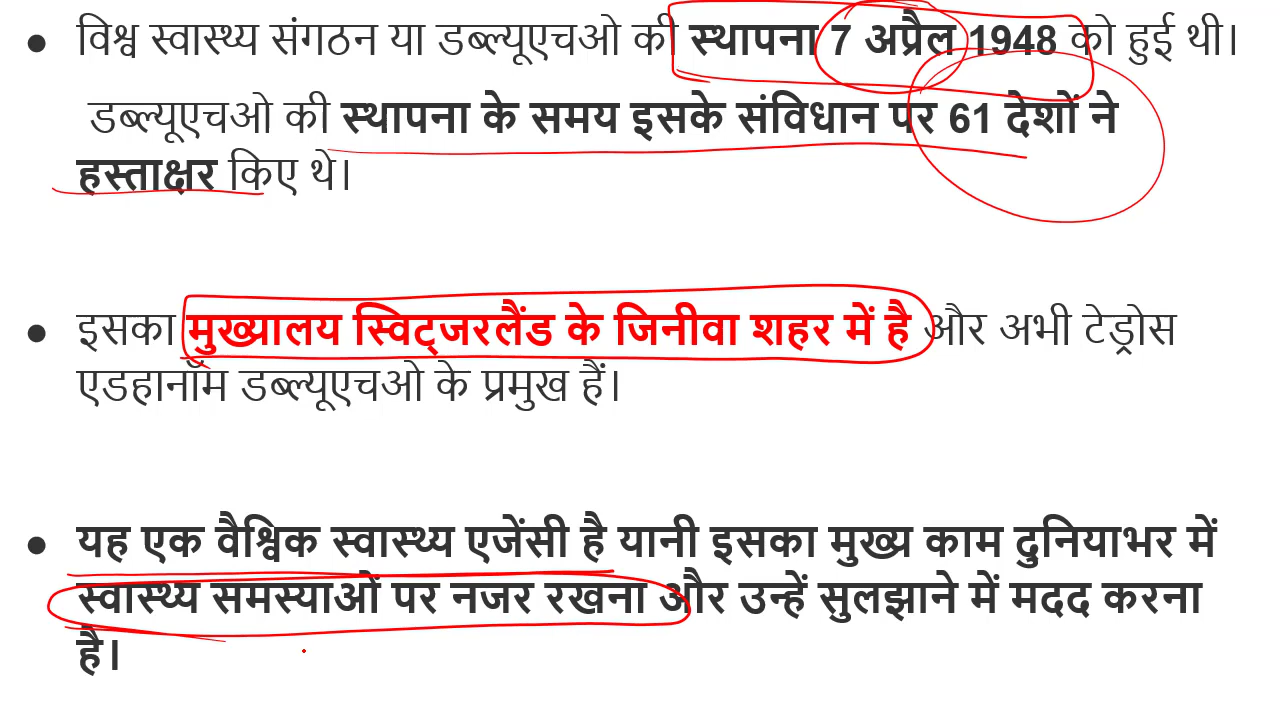 • विश्व स्वास्थ्य संगठन या डब्ल्यूएचओ की स्थापना 7 अप्रैल 1948 को हुई थी।
डब्ल्यूएचओ की स्थापना के समय इसके संविधान पर 61 देशों ने
हस्ताक्षर किए थे।
• इसका मुख्यालय स्विट्जरलैंड के जिनीवा शहर में है और अभी टेड्रोस
एडहानॉम डब्ल्यूएचओ के प्रमुख हैं।
• यह एक वैश्विक स्वास्थ्य एजेंसी है यानी इसका मुख्य काम दुनियाभर में
स्वास्थ्य समस्याओं पर नजर रखना और उन्हें सुलझाने में मदद करना
है।